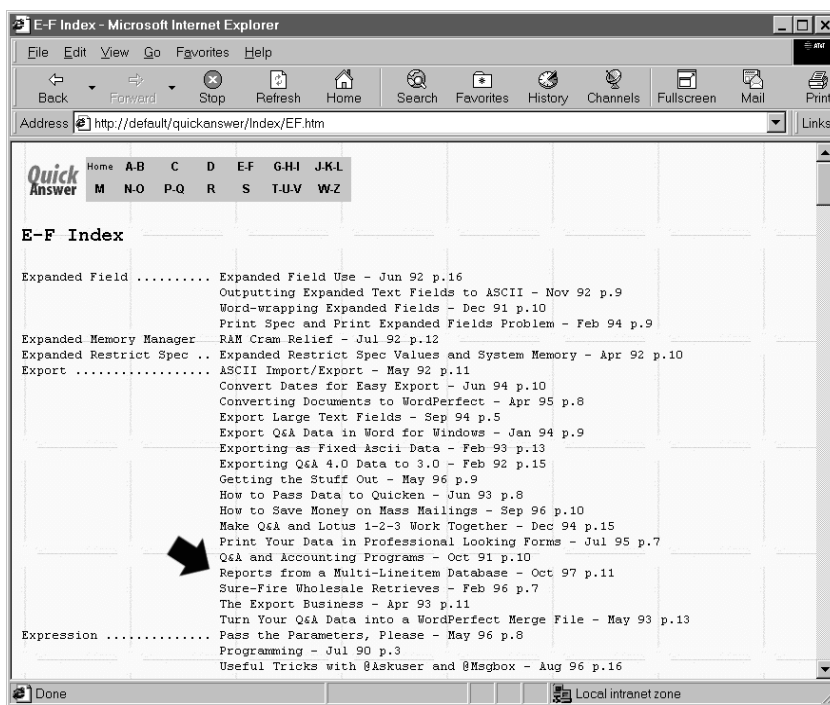 E-F Index - Microsoft Internet Explorer
File Edit View Go Favorites Help
AT&T
Back Forward Stop Refresh Home Search Favorites History Channels Fullscreen Mail Print
Address http://default/quickanswer/Index/EF.htm Links
Quick Answer
Home A-B C D E-F G-H-I J-K-L
M N-O P-Q R S T-U-V W-Z
E-F Index
Expanded Field .......... Expanded Field Use - Jun 92 p.16
Outputting Expanded Text Fields to ASCII - Nov 92 p.9
Word-wrapping Expanded Fields - Dec 91 p.10
Print Spec and Print Expanded Fields Problem - Feb 94 p.9
Expanded Memory Manager RAM Cram Relief - Jul 92 p.12
Expanded Restrict Spec .. Expanded Restrict Spec Values and System Memory - Apr 92 p.10
Export .................. ASCII Import/Export - May 92 p.11
Convert Dates for Easy Export - Jun 94 p.10
Converting Documents to WordPerfect - Apr 95 p.8
Export Large Text Fields - Sep 94 p.5
Export Q&A Data in Word for Windows - Jan 94 p.9
Exporting as Fixed Ascii Data - Feb 93 p.13
Exporting Q&A 4.0 Data to 3.0 - Feb 92 p.15
Getting the Stuff Out - May 96 p.9
How to Pass Data to Quicken - Jun 93 p.8
How to Save Money on Mass Mailings - Sep 96 p.10
Make Q&A and Lotus 1-2-3 Work Together - Dec 94 p.15
Print Your Data in Professional Looking Forms - Jul 95 p.7
Q&A and Accounting Programs - Oct 91 p.10
Reports from a Multi-Lineitem Database - Oct 97 p.11
Sure-Fire Wholesale Retrieves - Feb 96 p.7
The Export Business - Apr 93 p.11
Turn Your Q&A Data into a WordPerfect Merge File - May 93 p.13
Expression .............. Pass the Parameters, Please - May 96 p.8
Programming - Jul 90 p.3
Useful Tricks with @Askuser and @Msgbox - Aug 96 p.16
Done Local intranet zone